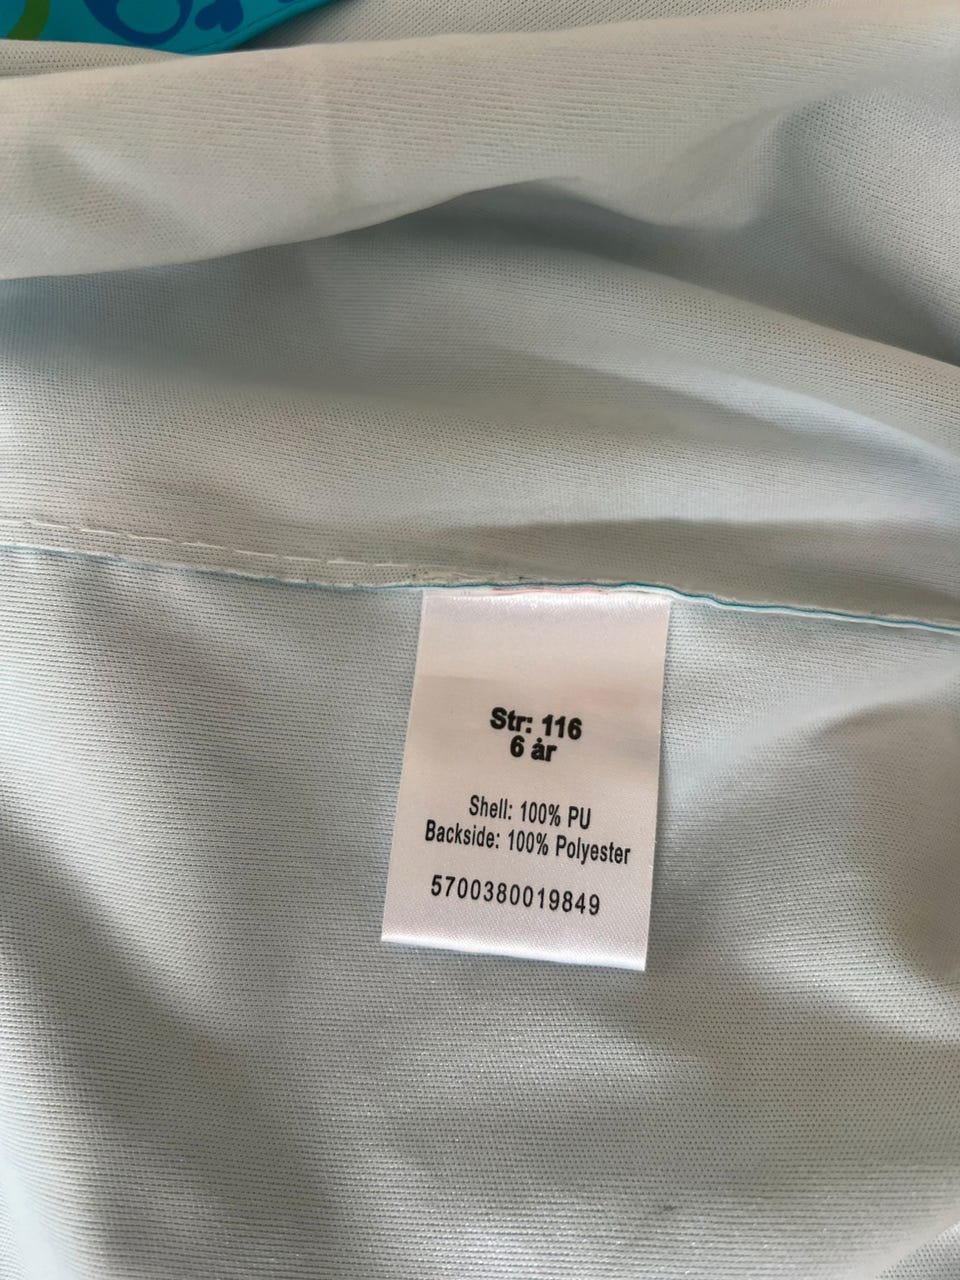 Str: 116
6 år
Shell: 100% PU
Backside: 100% Polyester
5700380019849